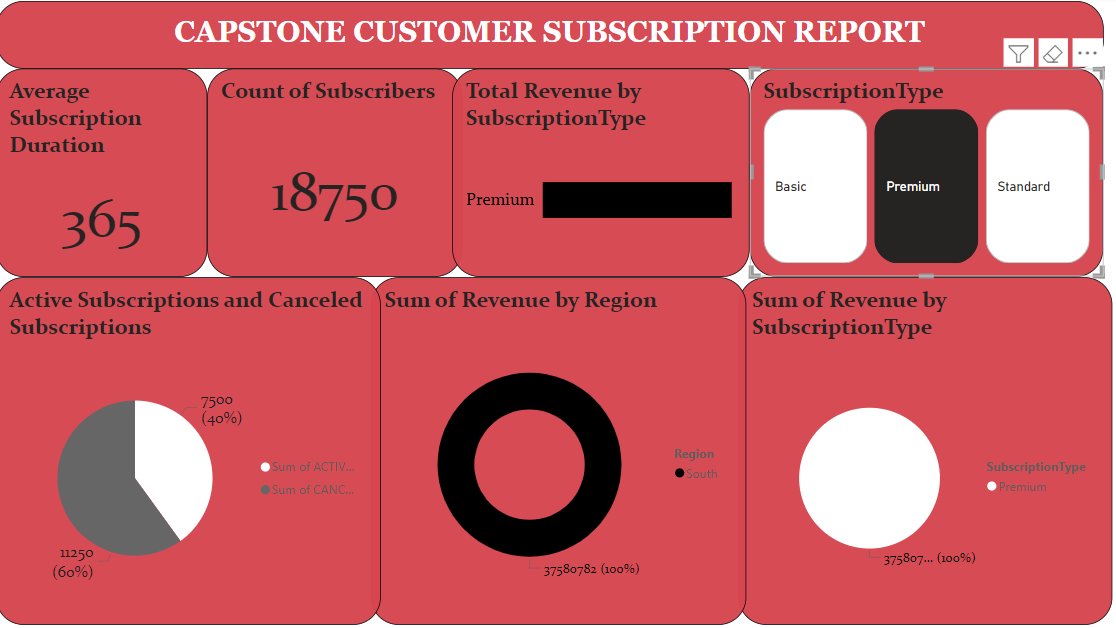 CAPSTONE CUSTOMER SUBSCRIPTION REPORT
Average
Subscription
Duration
365
Count of Subscribers
18750
Total Revenue by
SubscriptionType
Premium
SubscriptionType
Basic
Premium
Standard
Active Subscriptions and Canceled
Subscriptions
7500
(40%)
Sum of ACTIV...
Sum of CANC...
11250
(60%)
Sum of Revenue by Region
Region
South
37580782 (100%)
Sum of Revenue by
SubscriptionType
SubscriptionType
Premium
375807... (100%)